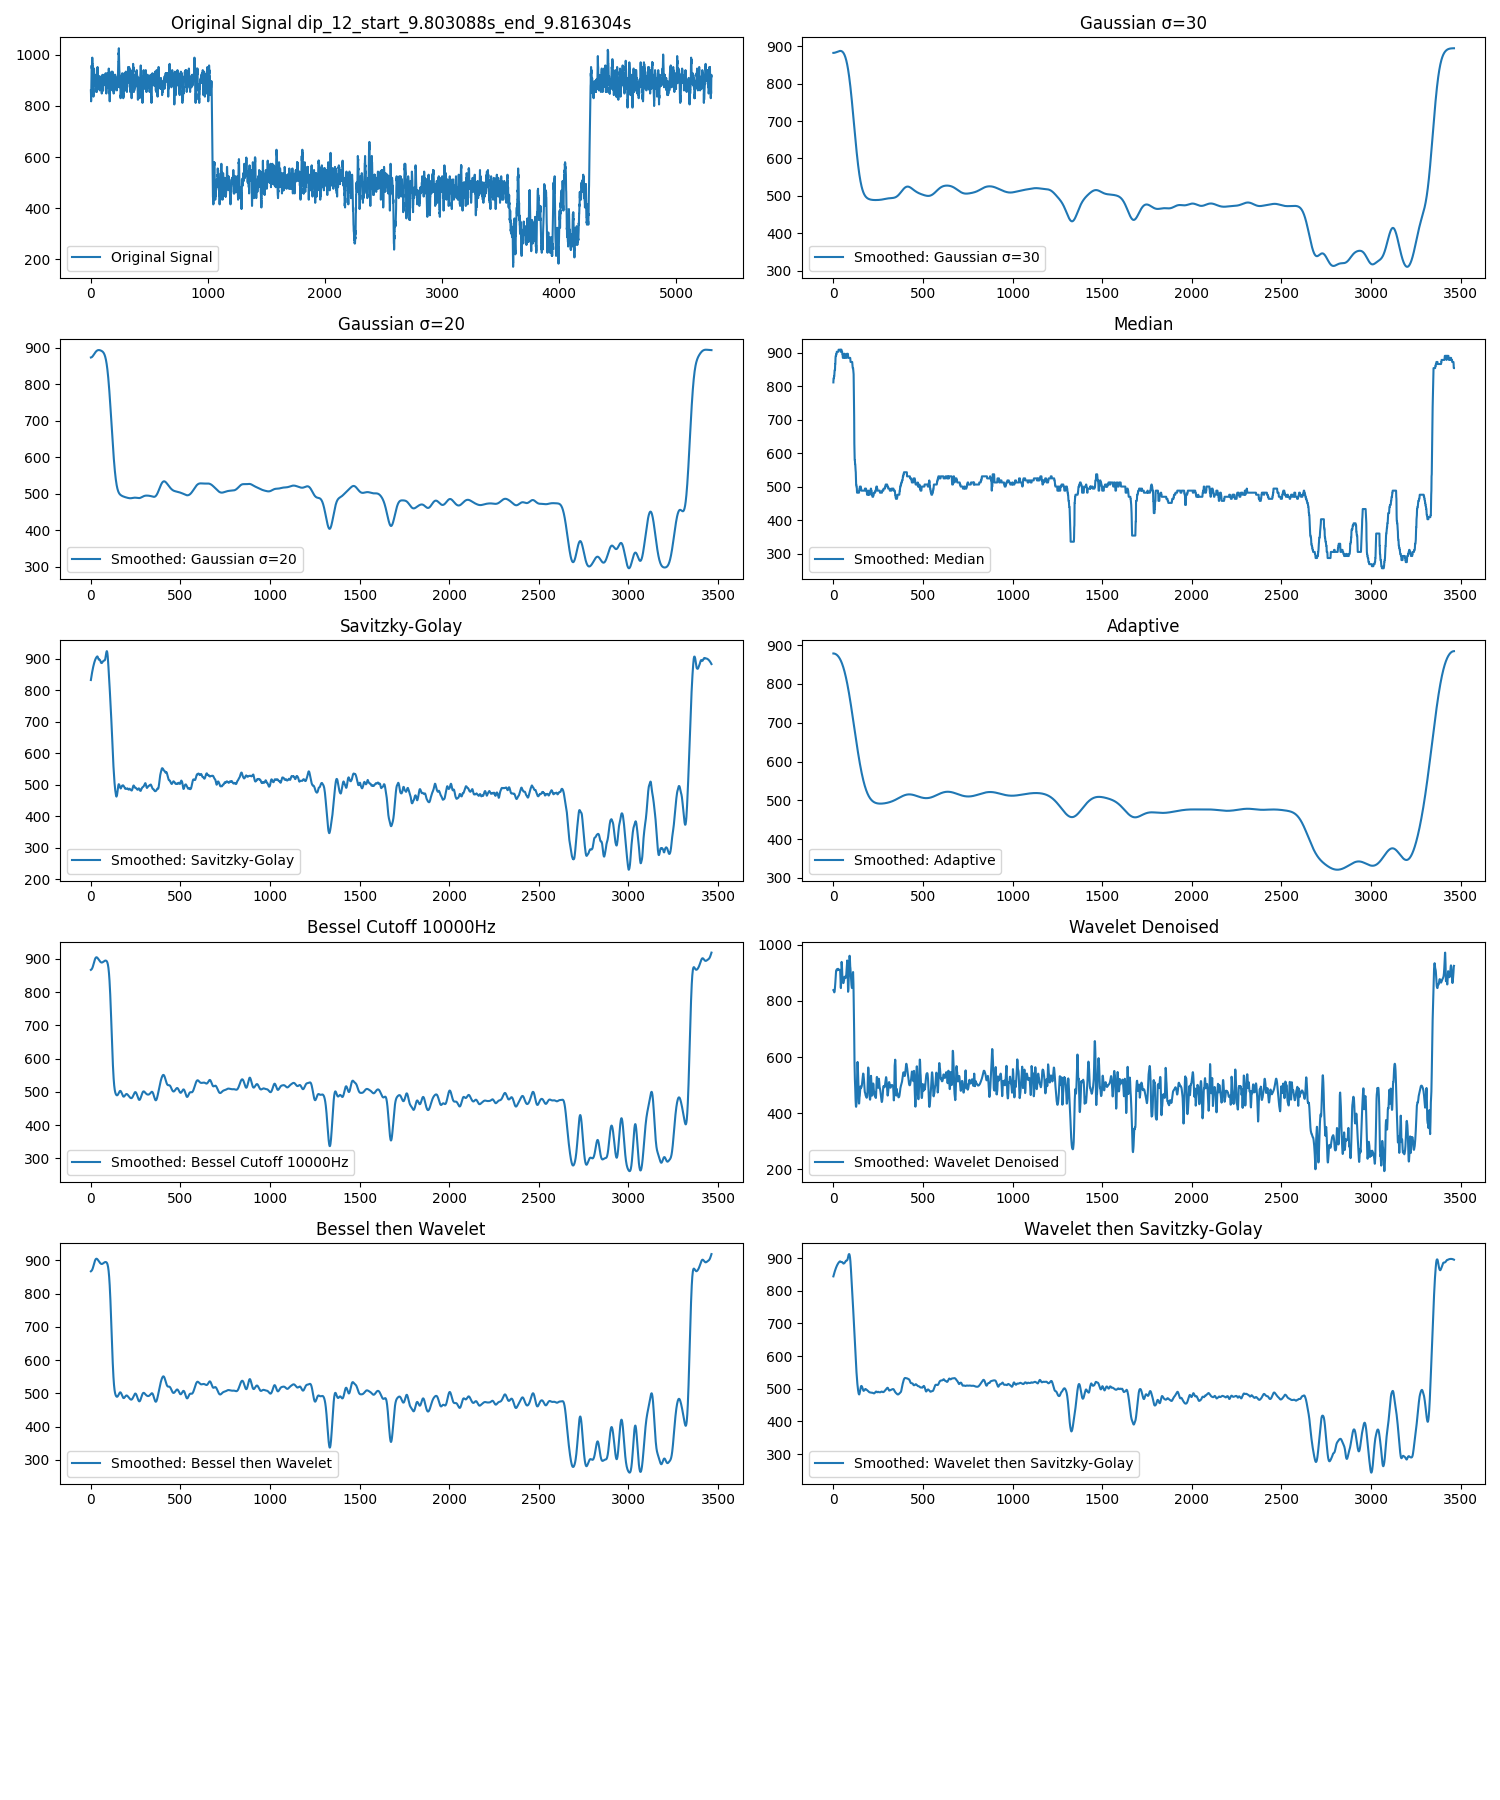 Original Signal dip_12_start_9.803088s_end_9.816304s
1000
800
600
400
200
Original Signal
0 1000 2000 3000 4000 5000
Gaussian σ=30
900
800
700
600
500
400
300
Smoothed: Gaussian σ=30
0 500 1000 1500 2000 2500 3000 3500
Gaussian σ=20
900
800
700
600
500
400
300
Smoothed: Gaussian σ=20
0 500 1000 1500 2000 2500 3000 3500
Median
900
800
700
600
500
400
300
Smoothed: Median
0 500 1000 1500 2000 2500 3000 3500
Savitzky-Golay
900
800
700
600
500
400
300
200
Smoothed: Savitzky-Golay
0 500 1000 1500 2000 2500 3000 3500
Adaptive
900
800
700
600
500
400
300
Smoothed: Adaptive
0 500 1000 1500 2000 2500 3000 3500
Bessel Cutoff 10000Hz
900
800
700
600
500
400
300
Smoothed: Bessel Cutoff 10000Hz
0 500 1000 1500 2000 2500 3000 3500
Wavelet Denoised
1000
800
600
400
200
Smoothed: Wavelet Denoised
0 500 1000 1500 2000 2500 3000 3500
Bessel then Wavelet
900
800
700
600
500
400
300
Smoothed: Bessel then Wavelet
0 500 1000 1500 2000 2500 3000 3500
Wavelet then Savitzky-Golay
900
800
700
600
500
400
300
Smoothed: Wavelet then Savitzky-Golay
0 500 1000 1500 2000 2500 3000 3500